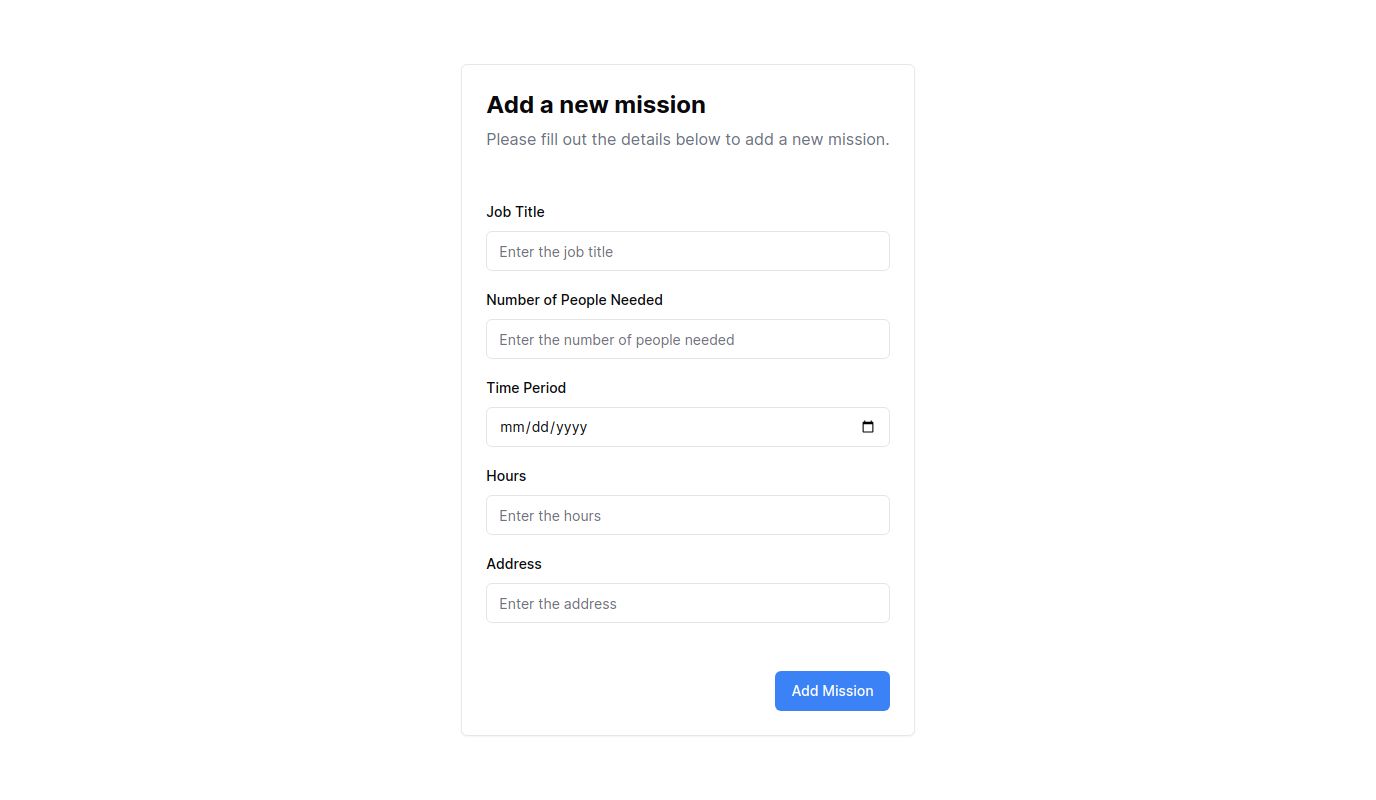 Add a new mission
Please fill out the details below to add a new mission.
Job Title
Enter the job title
Number of People Needed
Enter the number of people needed
Time Period
mm/dd/yyyy
Hours
Enter the hours
Address
Enter the address
Add Mission